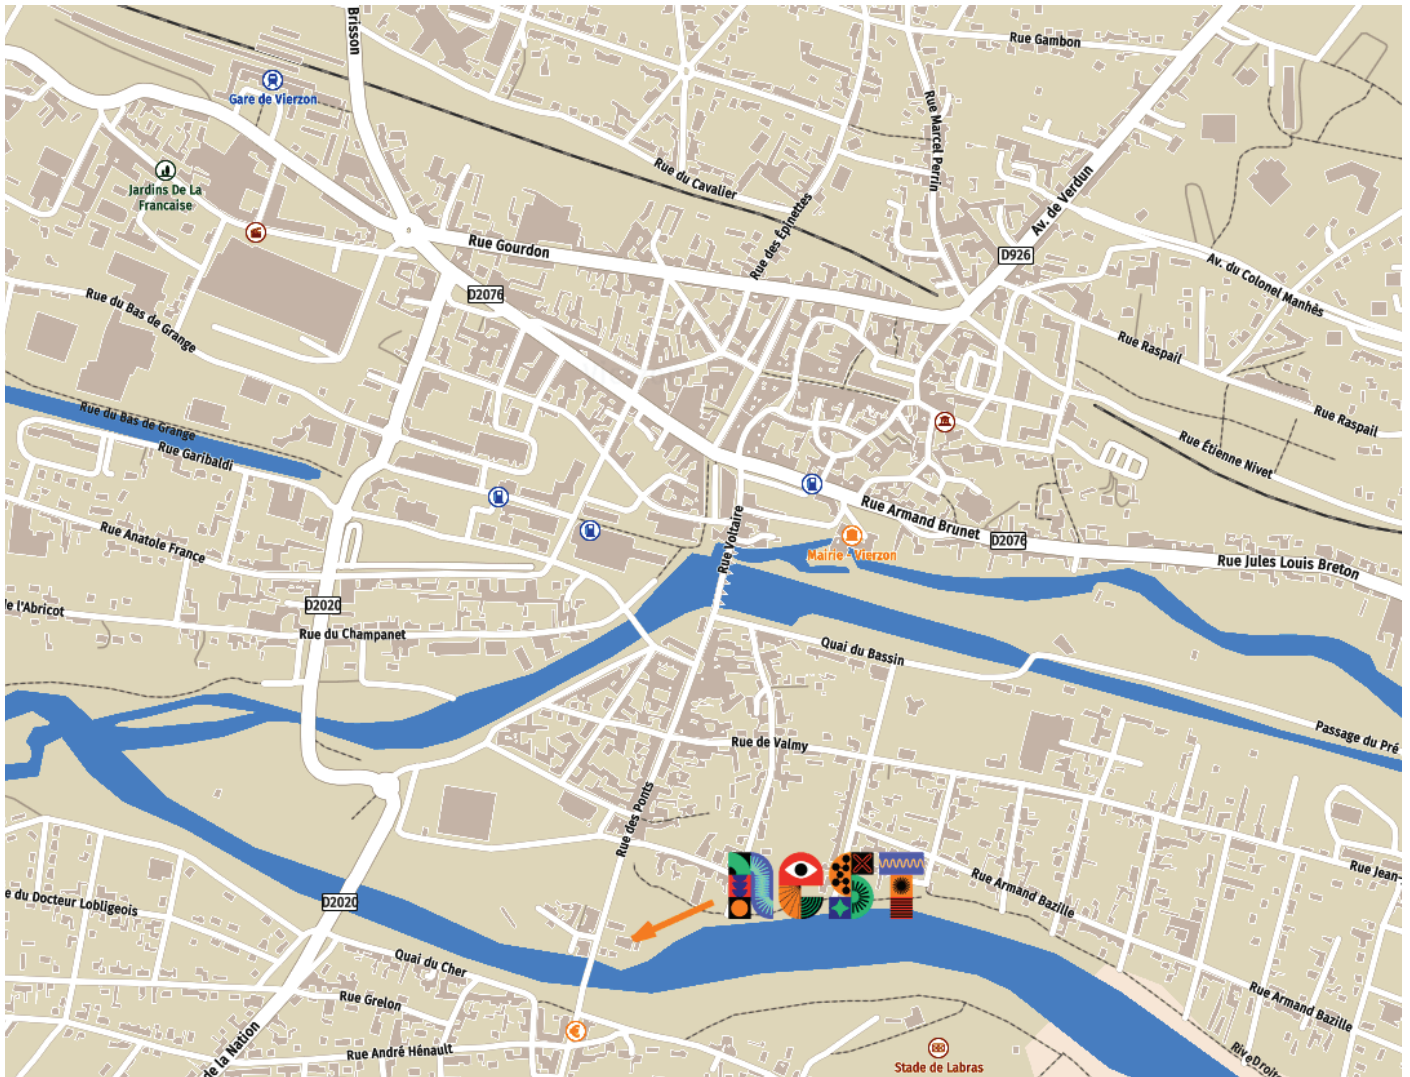 Brisson
Rue Gambon
Gare de Vierzon
Rue Marcel Perrin
Jardins De La
Francaise
Rue du Cavalier
Av. de Verdun
Rue des Épinettes
Rue Gourdon
D926
Av. du Colonel Manhès
D2076
Rue du Bas de Grange
Rue Raspail
Rue du Bas de Grange
Rue Raspail
Rue Garibaldi
Rue Étienne Nivet
Rue Anatole France
Rue Voltaire
Rue Armand Brunet
D2076
Mairie - Vierzon
Rue Jules Louis Breton
D2020
de l'Abricot
Rue du Champanet
Quai du Bassin
Passage du Pré
Rue de Valmy
Rue des Ponts
Rue Jean-
Rue Armand Bazille
e du Docteur Lobligeois
D2020
Quai du Cher
Rue Grelon
Rue Armand Bazille
de la Nation
Rue André Hénault
Stade de Labras
Rive Droite